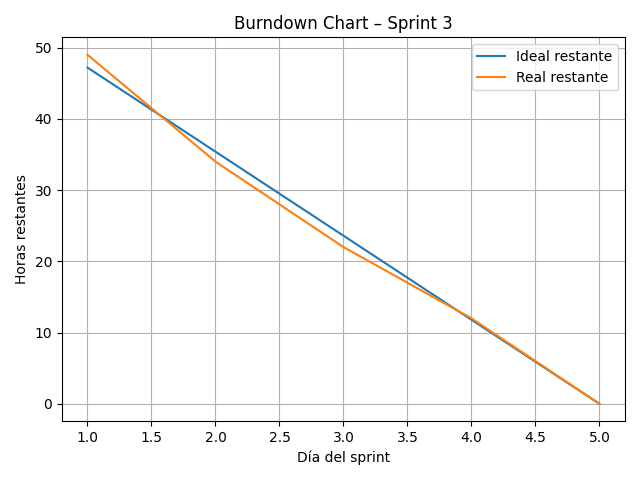 Burndown Chart – Sprint 3
Ideal restante
Real restante
Horas restantes
50
40
30
20
10
0
1.0 1.5 2.0 2.5 3.0 3.5 4.0 4.5 5.0
Día del sprint